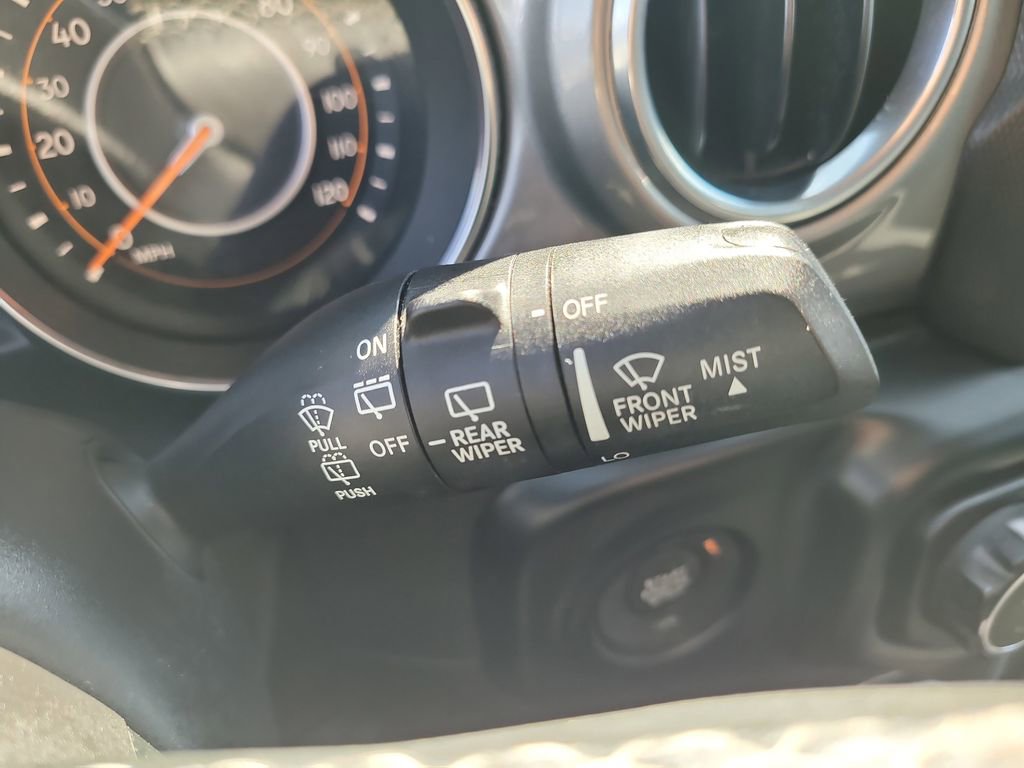 40
30
20
10
0
MPH
80
90
100
110
120
ON
OFF
PULL
PUSH
REAR
WIPER
OFF
FRONT
WIPER
MIST
LO